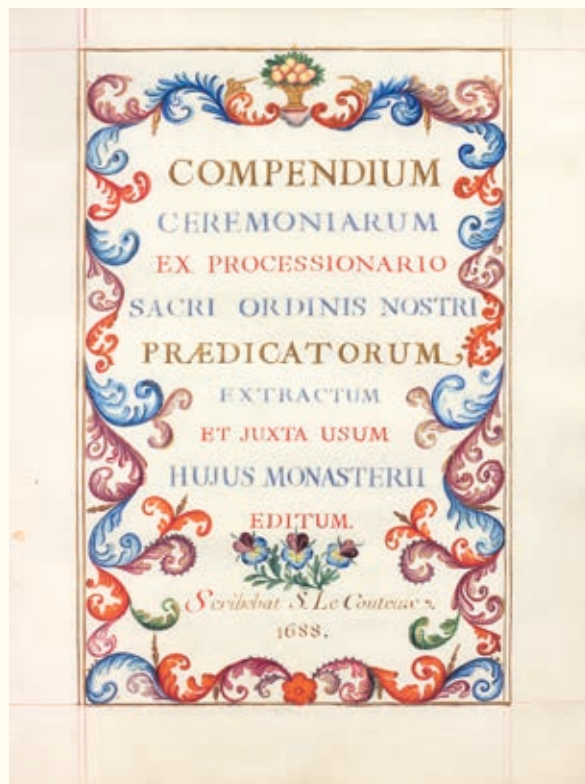 COMPENDIUM
CEREMONIARUM
EX PROCESSIONARIO
SACRI ORDINIS NOSTRI
PRÆDICATORUM,
EXTRACTUM
ET JUXTA USUM
HUJUS MONASTERII
EDITUM.
Scribebat S. Le Couteux
1688.